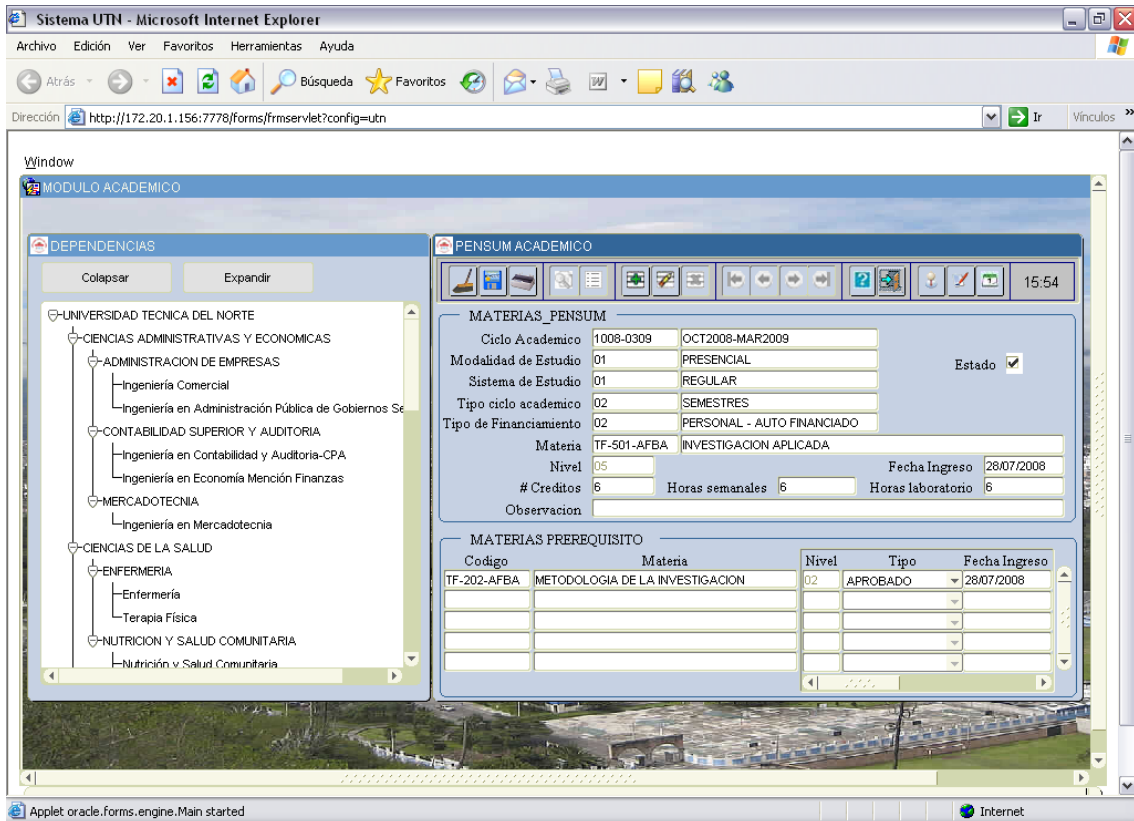 Sistema UTN - Microsoft Internet Explorer
Archivo Edición Ver Favoritos Herramientas Ayuda
Atrás Búsqueda Favoritos
Dirección http://172.20.1.156:7778/forms/frmservlet?config=utn Ir Vínculos »
Window
MODULO ACADEMICO
DEPENDENCIAS
Colapsar Expandir
UNIVERSIDAD TECNICA DEL NORTE
CIENCIAS ADMINISTRATIVAS Y ECONOMICAS
ADMINISTRACION DE EMPRESAS
Ingeniería Comercial
Ingeniería en Administración Pública de Gobiernos Se
CONTABILIDAD SUPERIOR Y AUDITORIA
Ingeniería en Contabilidad y Auditoria-CPA
Ingeniería en Economía Mención Finanzas
MERCADOTECNIA
Ingeniería en Mercadotecnia
CIENCIAS DE LA SALUD
ENFERMERIA
Enfermería
Terapia Física
NUTRICION Y SALUD COMUNITARIA
Nutrición y Salud Comunitaria
PENSUM ACADEMICO
15:54
MATERIAS_PENSUM
Ciclo Academico 1008-0309 OCT2008-MAR2009
Modalidad de Estudio 01 PRESENCIAL Estado
Sistema de Estudio 01 REGULAR
Tipo ciclo academico 02 SEMESTRES
Tipo de Financiamiento 02 PERSONAL - AUTO FINANCIADO
Materia TF-501-AFBA INVESTIGACION APLICADA
Nivel 05 Fecha Ingreso 28/07/2008
# Creditos 6 Horas semanales 6 Horas laboratorio 6
Observacion
MATERIAS PREREQUISITO
Codigo Materia Nivel Tipo Fecha Ingreso
TF-202-AFBA METODOLOGIA DE LA INVESTIGACION 02 APROBADO 28/07/2008
Applet oracle.forms.engine.Main started Internet